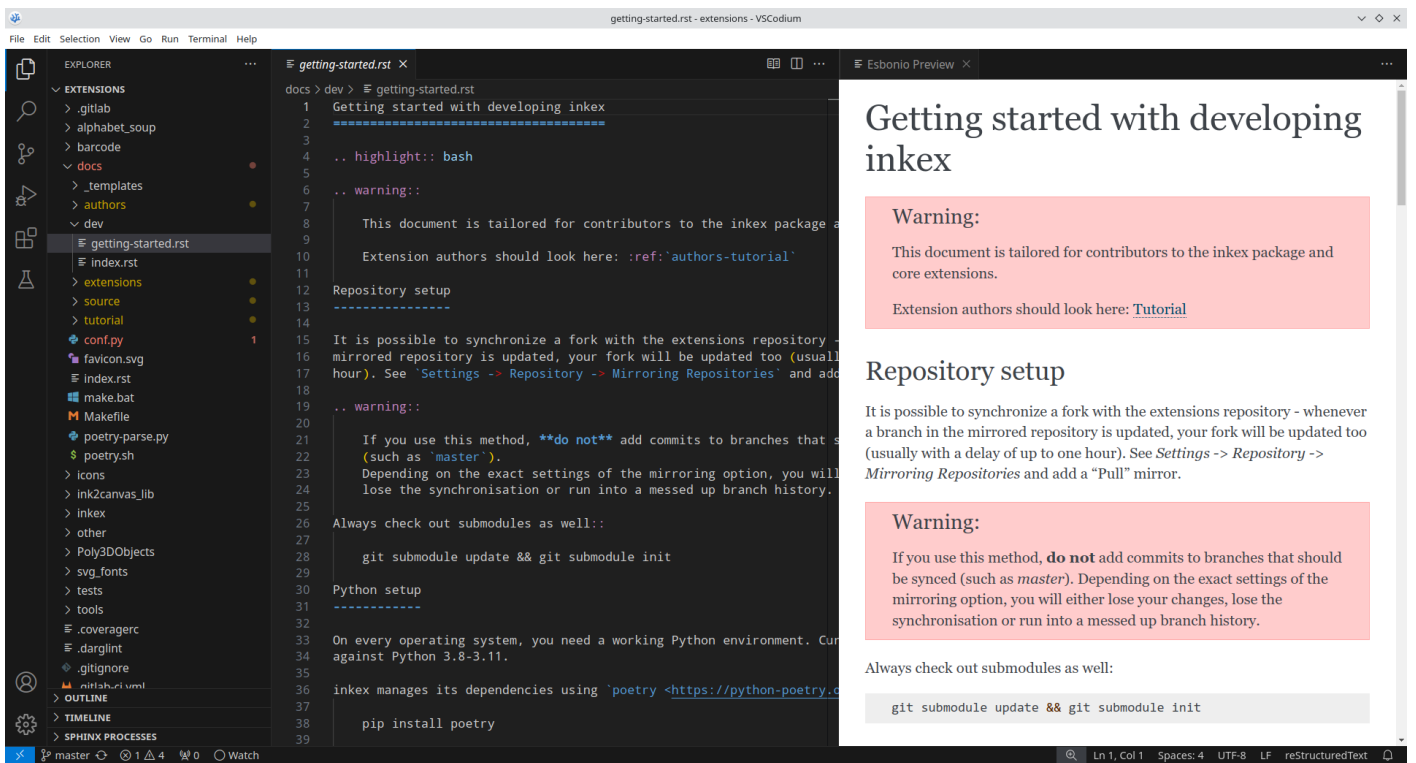 getting-started.rst - extensions - VSCodium
File Edit Selection View Go Run Terminal Help
EXPLORER
EXTENSIONS
.gitlab
alphabet_soup
barcode
docs
_templates
authors
dev
getting-started.rst
index.rst
extensions
source
tutorial
conf.py 1
favicon.svg
index.rst
make.bat
Makefile
poetry-parse.py
poetry.sh
icons
ink2canvas_lib
inkex
other
Poly3DObjects
svg_fonts
tests
tools
.coveragerc
.darglint
.gitignore
.gitlab-ci.yml
OUTLINE
TIMELINE
SPHINX PROCESSES
getting-started.rst
docs > dev > getting-started.rst
1 Getting started with developing inkex
2 =====================================
3
4 .. highlight:: bash
5
6 .. warning::
7
8 This document is tailored for contributors to the inkex package a
9
10 Extension authors should look here: :ref:`authors-tutorial`
11
12 Repository setup
13 ----------------
14
15 It is possible to synchronize a fork with the extensions repository -
16 mirrored repository is updated, your fork will be updated too (usuall
17 hour). See `Settings -> Repository -> Mirroring Repositories` and add
18
19 .. warning::
20
21 If you use this method, **do not** add commits to branches that s
22 (such as `master`).
23 Depending on the exact settings of the mirroring option, you will
24 lose the synchronisation or run into a messed up branch history.
25
26 Always check out submodules as well::
27
28 git submodule update && git submodule init
29
30 Python setup
31 ------------
32
33 On every operating system, you need a working Python environment. Cur
34 against Python 3.8-3.11.
35
36 inkex manages its dependencies using `poetry <https://python-poetry.o
37
38 pip install poetry
39
Esbonio Preview
Getting started with developing
inkex
Warning:
This document is tailored for contributors to the inkex package and
core extensions.
Extension authors should look here: Tutorial
Repository setup
It is possible to synchronize a fork with the extensions repository - whenever
a branch in the mirrored repository is updated, your fork will be updated too
(usually with a delay of up to one hour). See Settings -> Repository ->
Mirroring Repositories and add a “Pull” mirror.
Warning:
If you use this method, do not add commits to branches that should
be synced (such as master). Depending on the exact settings of the
mirroring option, you will either lose your changes, lose the
synchronisation or run into a messed up branch history.
Always check out submodules as well:
git submodule update && git submodule init
master 1 4 0 Watch
Ln 1, Col 1 Spaces: 4 UTF-8 LF reStructuredText